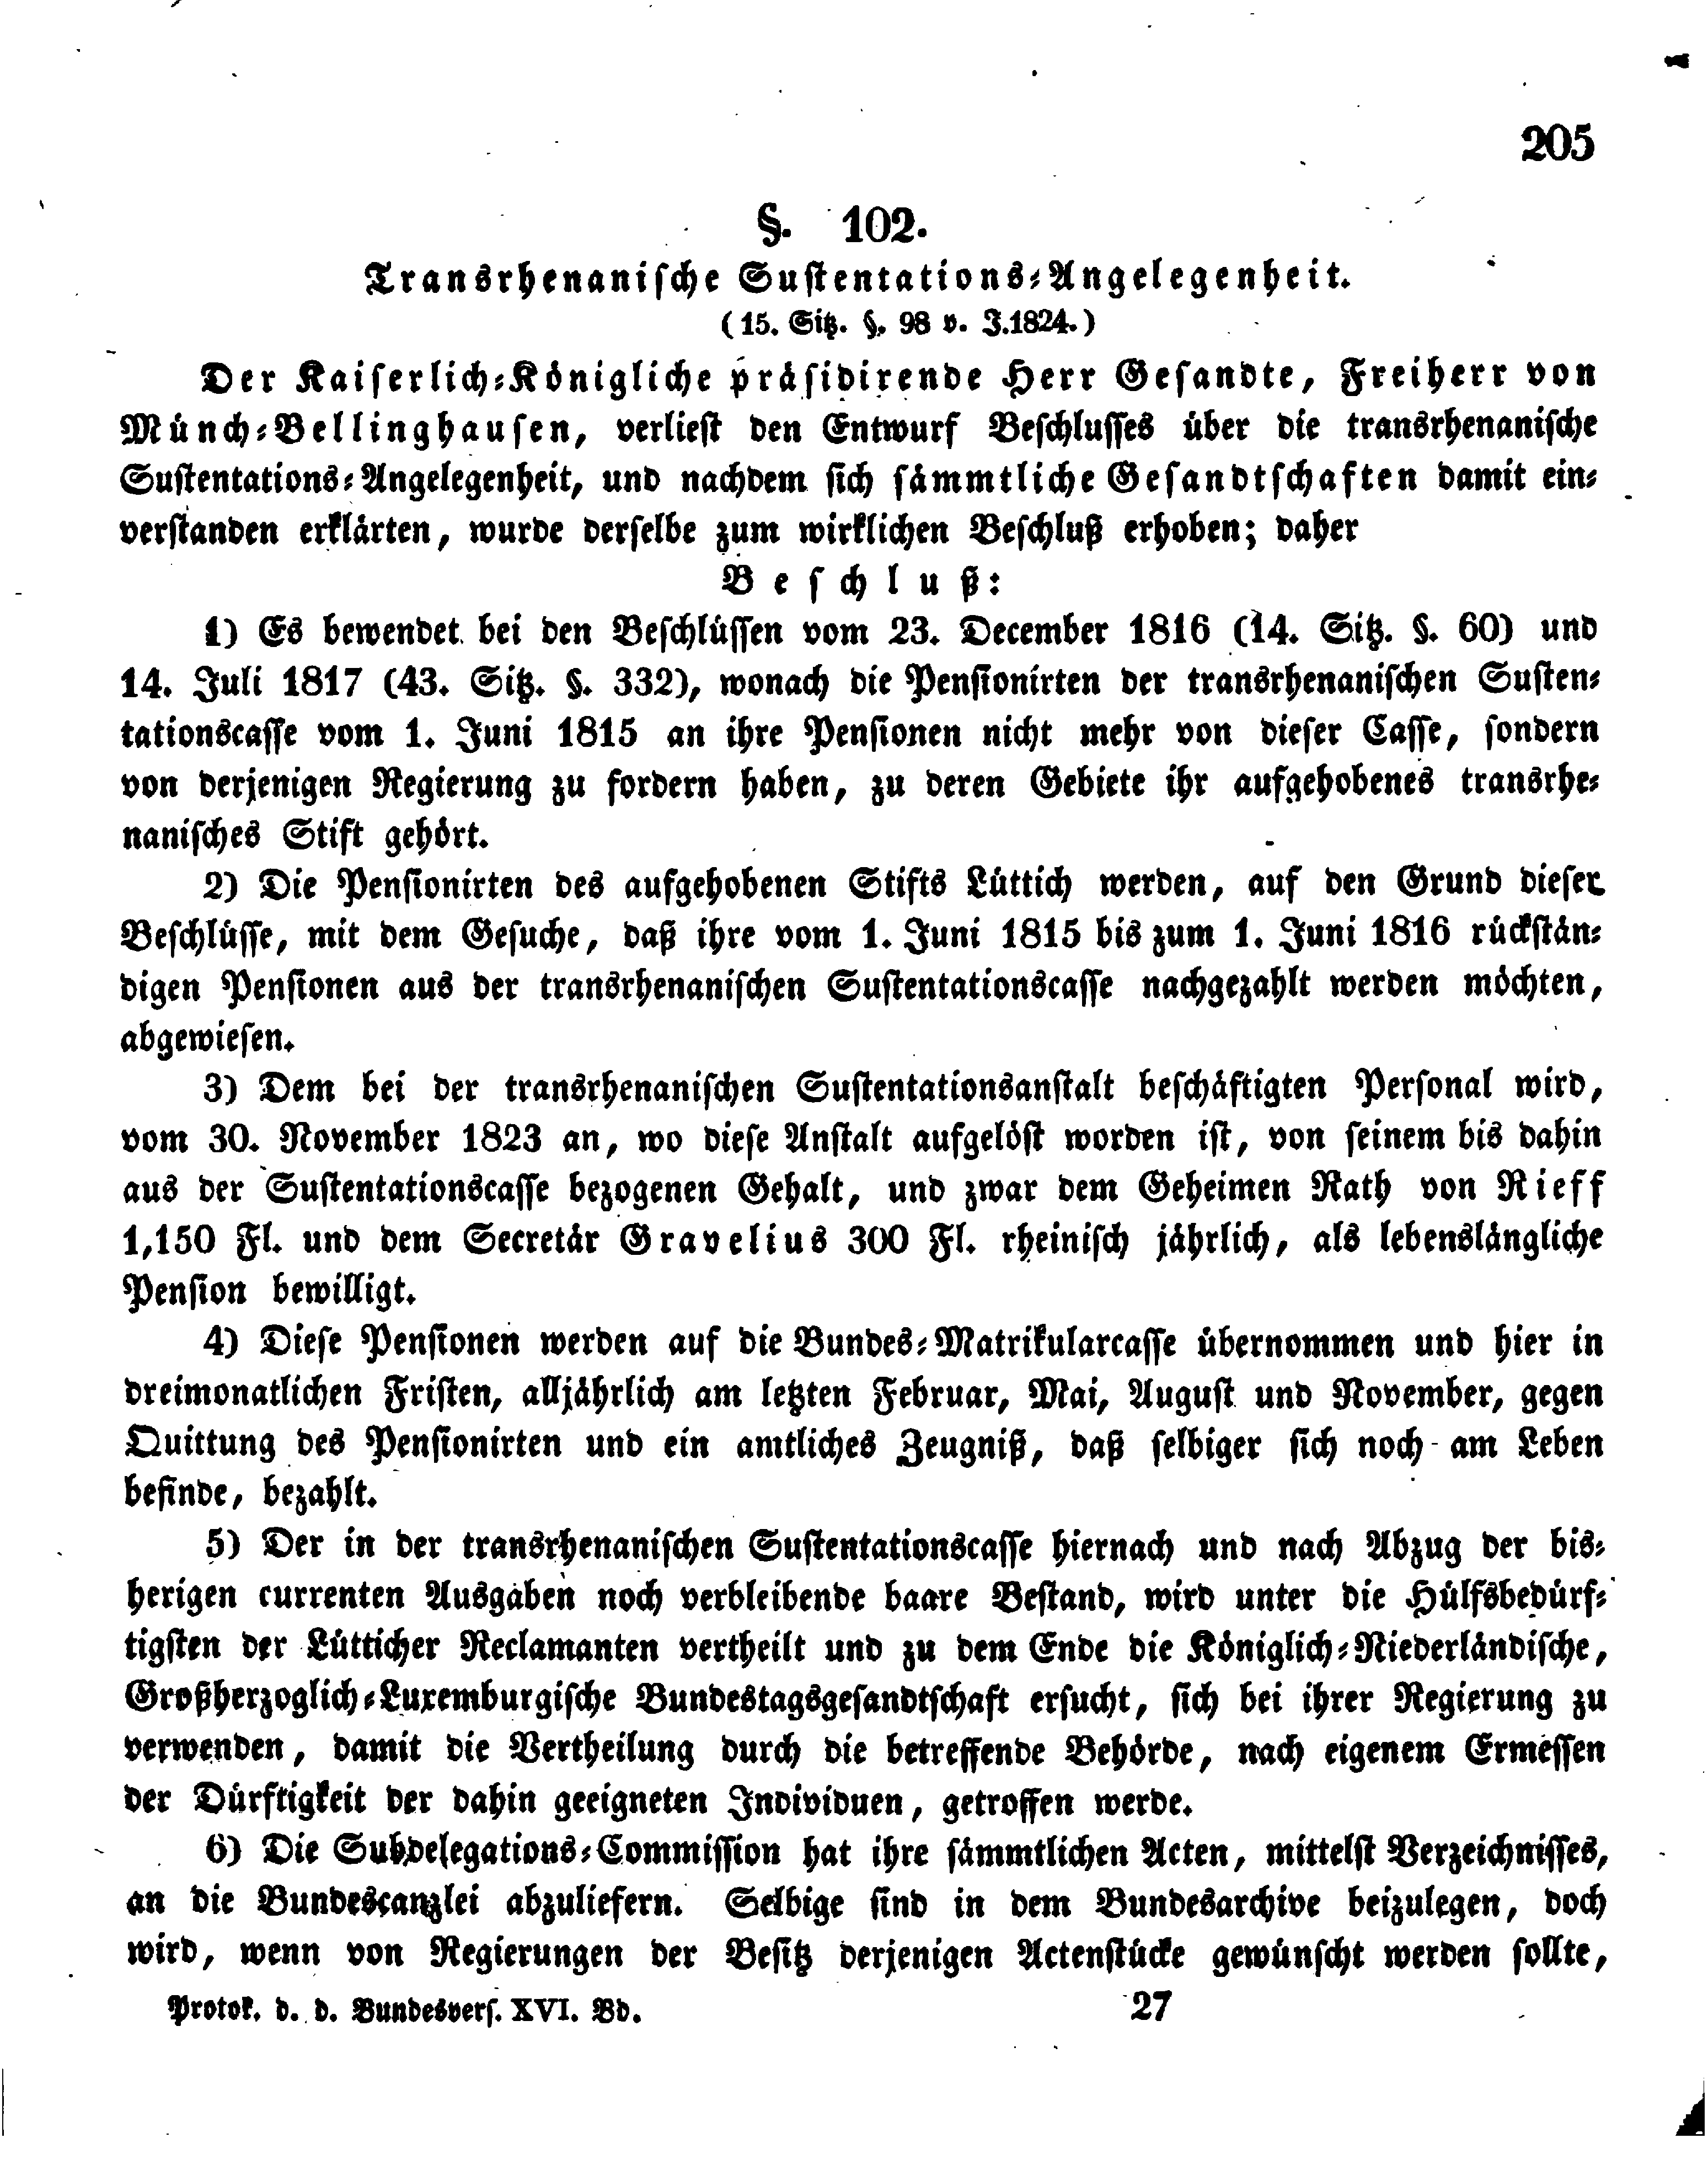 205
§. 102.
Transrhenanische Sustentations-Angelegenheit.
(15. Sitz. §. 98 v. J. 1824.)
Der Kaiserlich-Königliche präsidirende Herr Gesandte, Freiherr von
Münch-Bellinghausen, verliest den Entwurf Beschlusses über die transrhenanische
Sustentations-Angelegenheit, und nachdem sich sämmtliche Gesandtschaften damit ein-
verstanden erklärten, wurde derselbe zum wirklichen Beschluß erhoben; daher
Beschluß:
1) Es bewendet bei den Beschlüssen vom 23. December 1816 (14. Sitz. §. 60) und
14. Juli 1817 (43. Sitz. §. 332), wonach die Pensionirten der transrhenanischen Susten-
tationscasse vom 1. Juni 1815 an ihre Pensionen nicht mehr von dieser Casse, sondern
von derjenigen Regierung zu fordern haben, zu deren Gebiete ihr aufgehobenes transrhe-
nanisches Stift gehört.
2) Die Pensionirten des aufgehobenen Stifts Lüttich werden, auf den Grund dieser
Beschlüsse, mit dem Gesuche, daß ihre vom 1. Juni 1815 bis zum 1. Juni 1816 rückstän-
digen Pensionen aus der transrhenanischen Sustentationscasse nachgezahlt werden möchten,
abgewiesen.
3) Dem bei der transrhenanischen Sustentationsanstalt beschäftigten Personal wird,
vom 30. November 1823 an, wo diese Anstalt aufgelöst worden ist, von seinem bis dahin
aus der Sustentationscasse bezogenen Gehalt, und zwar dem Geheimen Rath von Rieff
1,150 Fl. und dem Secretär Gravelius 300 Fl. rheinisch jährlich, als lebenslängliche
Pension bewilligt.
4) Diese Pensionen werden auf die Bundes-Matrikularcasse übernommen und hier in
dreimonatlichen Fristen, alljährlich am letzten Februar, Mai, August und November, gegen
Quittung des Pensionirten und ein amtliches Zeugniß, daß selbiger sich noch am Leben
befinde, bezahlt.
5) Der in der transrhenanischen Sustentationscasse hiernach und nach Abzug der bis-
herigen currenten Ausgaben noch verbleibende baare Bestand, wird unter die Hülfsbedürf-
tigsten der Lütticher Reclamanten vertheilt und zu dem Ende die Königlich-Niederländische,
Großherzoglich-Luxemburgische Bundestagsgesandtschaft ersucht, sich bei ihrer Regierung zu
verwenden, damit die Vertheilung durch die betreffende Behörde, nach eigenem Ermessen
der Dürftigkeit der dahin geeigneten Individuen, getroffen werde.
6) Die Subdelegations-Commission hat ihre sämmtlichen Acten, mittelst Verzeichnisses,
an die Bundescanzlei abzuliefern. Selbige sind in dem Bundesarchive beizulegen, doch
wird, wenn von Regierungen der Besitz derjenigen Actenstücke gewünscht werden sollte,
Protok. d. d. Bundesvers. XVI. Bd. 27